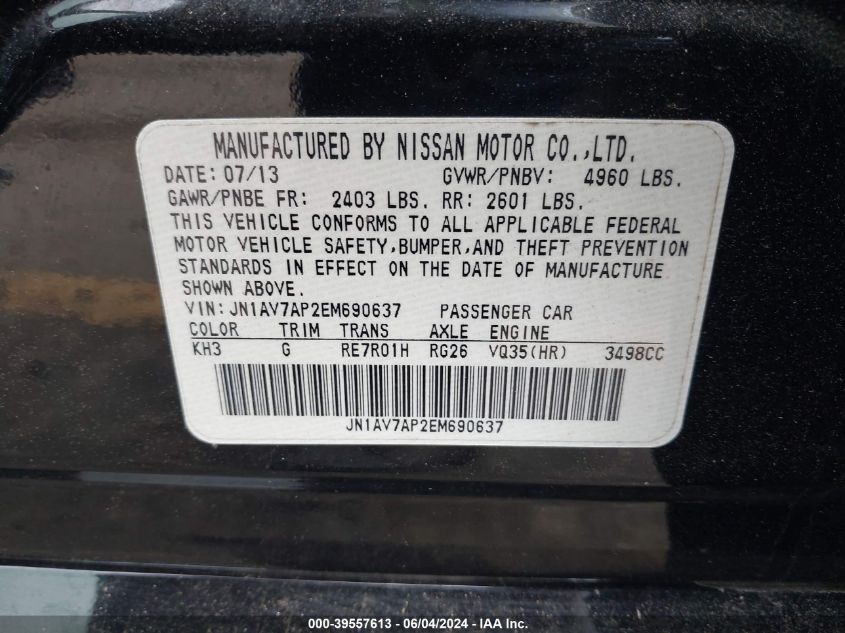 MANUFACTURED BY NISSAN MOTOR CO.,LTD.
DATE: 07/13 GVWR/PNBV: 4960 LBS.
GAWR/PNBE FR: 2403 LBS. RR: 2601 LBS.
THIS VEHICLE CONFORMS TO ALL APPLICABLE FEDERAL
MOTOR VEHICLE SAFETY,BUMPER,AND THEFT PREVENTION
STANDARDS IN EFFECT ON THE DATE OF MANUFACTURE
SHOWN ABOVE.
VIN:JN1AV7AP2EM690637 PASSENGER CAR
COLOR TRIM TRANS AXLE ENGINE
KH3 G RE7R01H RG26 VQ35(HR) 3498CC
JN1AV7AP2EM690637
000-39557613 - 06/04/2024 - © IAA, Inc.